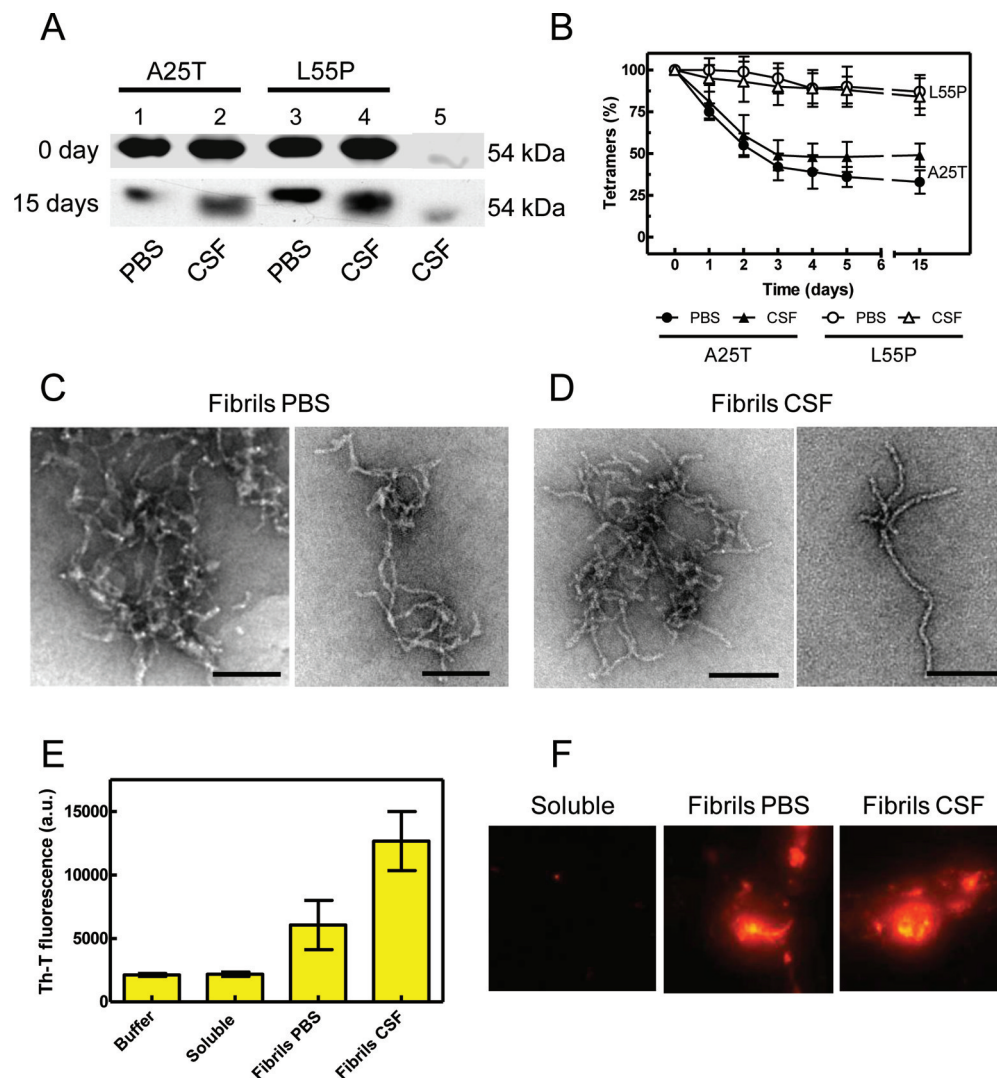 A
A25T L55P
1 2 3 4 5
0 day 54 kDa
15 days 54 kDa
PBS CSF PBS CSF CSF
B
Tetramers (%)
100
75
50
25
0
L55P
A25T
0 1 2 3 4 5 6 15
Time (days)
PBS CSF PBS CSF
A25T L55P
C
Fibrils PBS
D
Fibrils CSF
E
Th-T fluorescence (a.u.)
15000
10000
5000
0
Buffer Soluble Fibrils PBS Fibrils CSF
F
Soluble Fibrils PBS Fibrils CSF